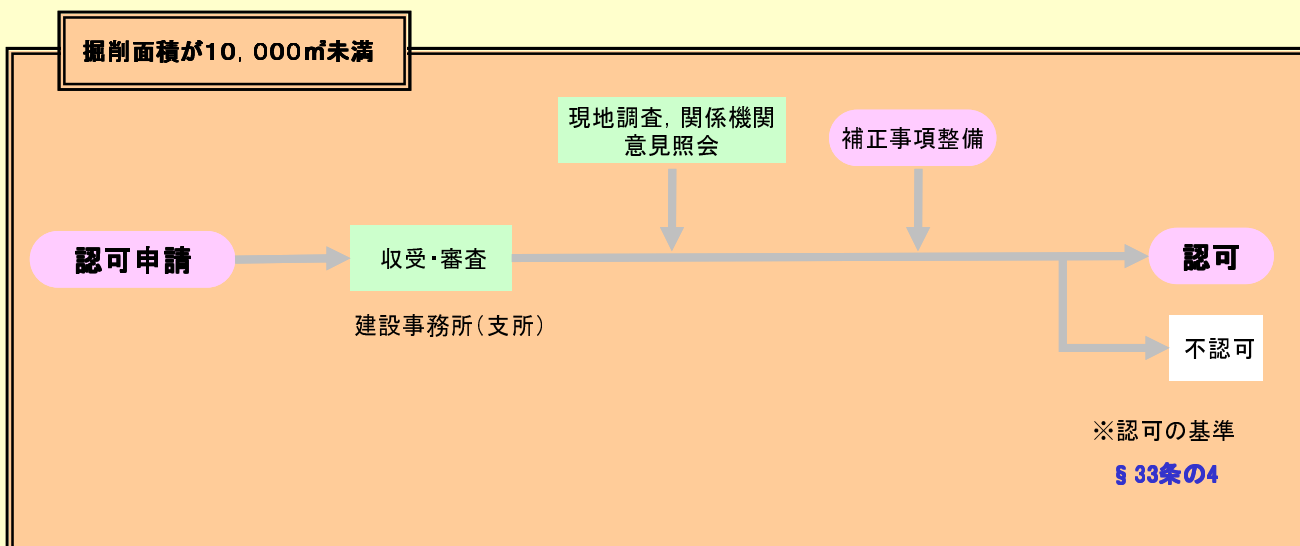 掘削面積が10，000㎡未満
現地調査，関係機関
意見照会
補正事項整備
認可申請
収受・審査
認可
建設事務所（支所）
不認可
※認可の基準
§33条の4